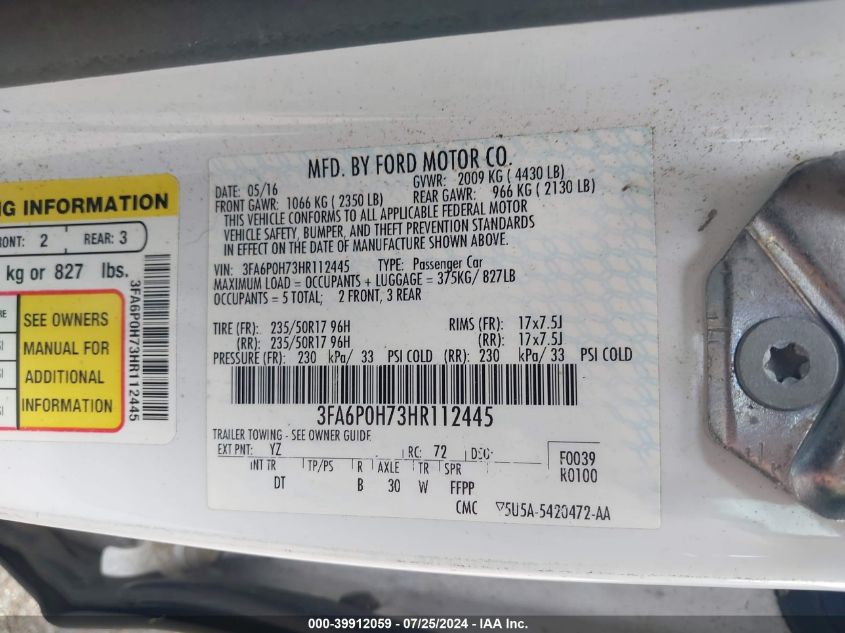 NG INFORMATION
RONT: 2 REAR: 3
kg or 827 lbs.
SEE OWNERS
MANUAL FOR
ADDITIONAL
INFORMATION
3FA6P0H73HR112445
MFD. BY FORD MOTOR CO.
DATE: 05/16 GVWR: 2009 KG ( 4430 LB)
FRONT GAWR: 1066 KG ( 2350 LB) REAR GAWR: 966 KG ( 2130 LB)
THIS VEHICLE CONFORMS TO ALL APPLICABLE FEDERAL MOTOR
VEHICLE SAFETY, BUMPER, AND THEFT PREVENTION STANDARDS
IN EFFECT ON THE DATE OF MANUFACTURE SHOWN ABOVE.
VIN: 3FA6P0H73HR112445 TYPE: Passenger Car
MAXIMUM LOAD = OCCUPANTS + LUGGAGE = 375KG/ 827LB
OCCUPANTS = 5 TOTAL; 2 FRONT, 3 REAR
TIRE (FR): 235/50R17 96H RIMS (FR): 17x7.5J
(RR): 235/50R17 96H (RR): 17x7.5J
PRESSURE (FR): 230 kPa/ 33 PSI COLD (RR): 230 kPa/ 33 PSI COLD
3FA6P0H73HR112445
TRAILER TOWING - SEE OWNER GUIDE.
EXT PNT: YZ RC: 72 DSO:
F0039
R0100
INT TR TP/PS R AXLE TR SPR
DT B 30 W FFPP
CMC 5U5A-5420472-AA
000-39912059 - 07/25/2024 - IAA Inc.